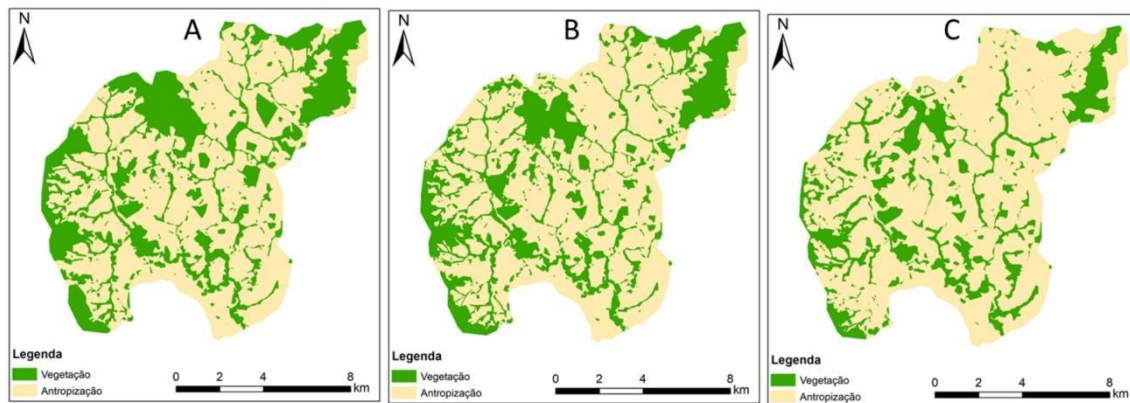 N
A
Legenda
Vegetação
Antropização
0 2 4 8
km
N
B
Legenda
Vegetação
Antropização
0 2 4 8
km
N
C
Legenda
Vegetação
Antropização
0 2 4 8
km